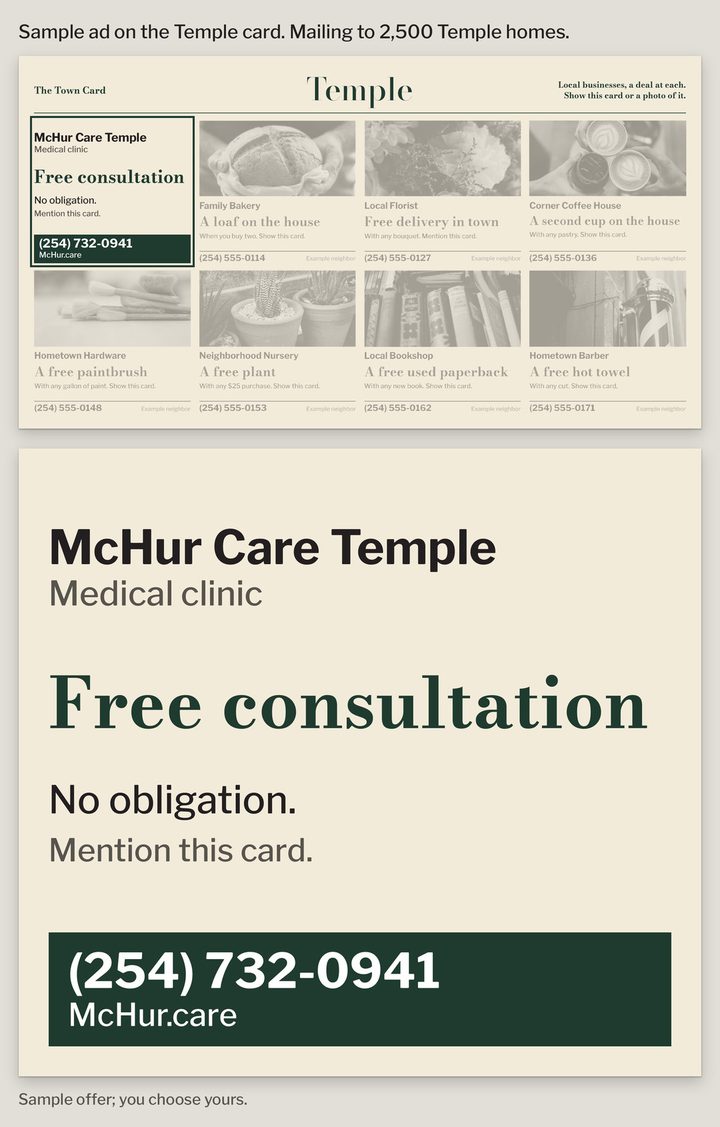 Sample ad on the Temple card. Mailing to 2,500 Temple homes.
The Town Card
Temple
Local businesses, a deal at each.
Show this card or a photo of it.
McHur Care Temple
Medical clinic
Free consultation
No obligation.
Mention this card.
(254) 732-0941
McHur.care
Family Bakery
A loaf on the house
When you buy two. Show this card.
(254) 555-0114
Example neighbor
Local Florist
Free delivery in town
With any bouquet. Mention this card.
(254) 555-0127
Example neighbor
Corner Coffee House
A second cup on the house
With any pastry. Show this card.
(254) 555-0136
Example neighbor
Hometown Hardware
A free paintbrush
With any gallon of paint. Show this card.
(254) 555-0148
Example neighbor
Neighborhood Nursery
A free plant
With any $25 purchase. Show this card.
(254) 555-0153
Example neighbor
Local Bookshop
A free used paperback
With any new book. Show this card.
(254) 555-0162
Example neighbor
Hometown Barber
A free hot towel
With any cut. Show this card.
(254) 555-0171
Example neighbor
McHur Care Temple
Medical clinic
Free consultation
No obligation.
Mention this card.
(254) 732-0941
McHur.care
Sample offer; you choose yours.